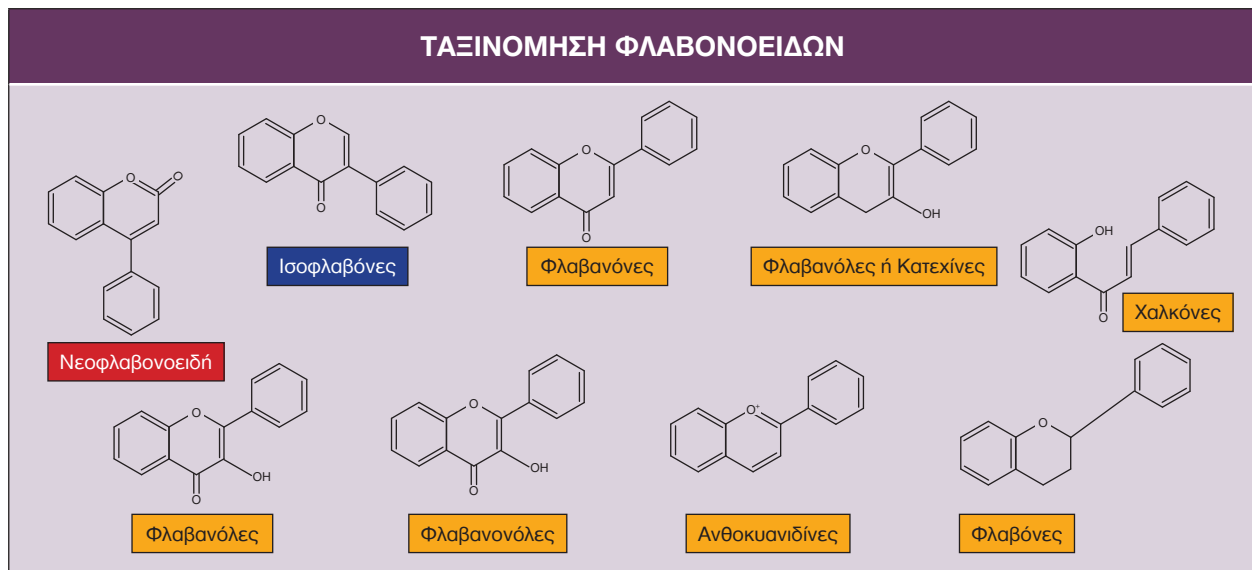 ΤΑΞΙΝΟΜΗΣΗ ΦΛΑΒΟΝΟΕΙΔΩΝ
O
O
Νεοφλαβονοειδή
O
O
Ισοφλαβόνες
O
O
Φλαβανόνες
O
OH
Φλαβανόλες ή Κατεχίνες
OH
O
Χαλκόνες
O
OH
O
Φλαβανόλες
O
OH
O
Φλαβανονόλες
O+
Ανθοκυανιδίνες
O
Φλαβόνες